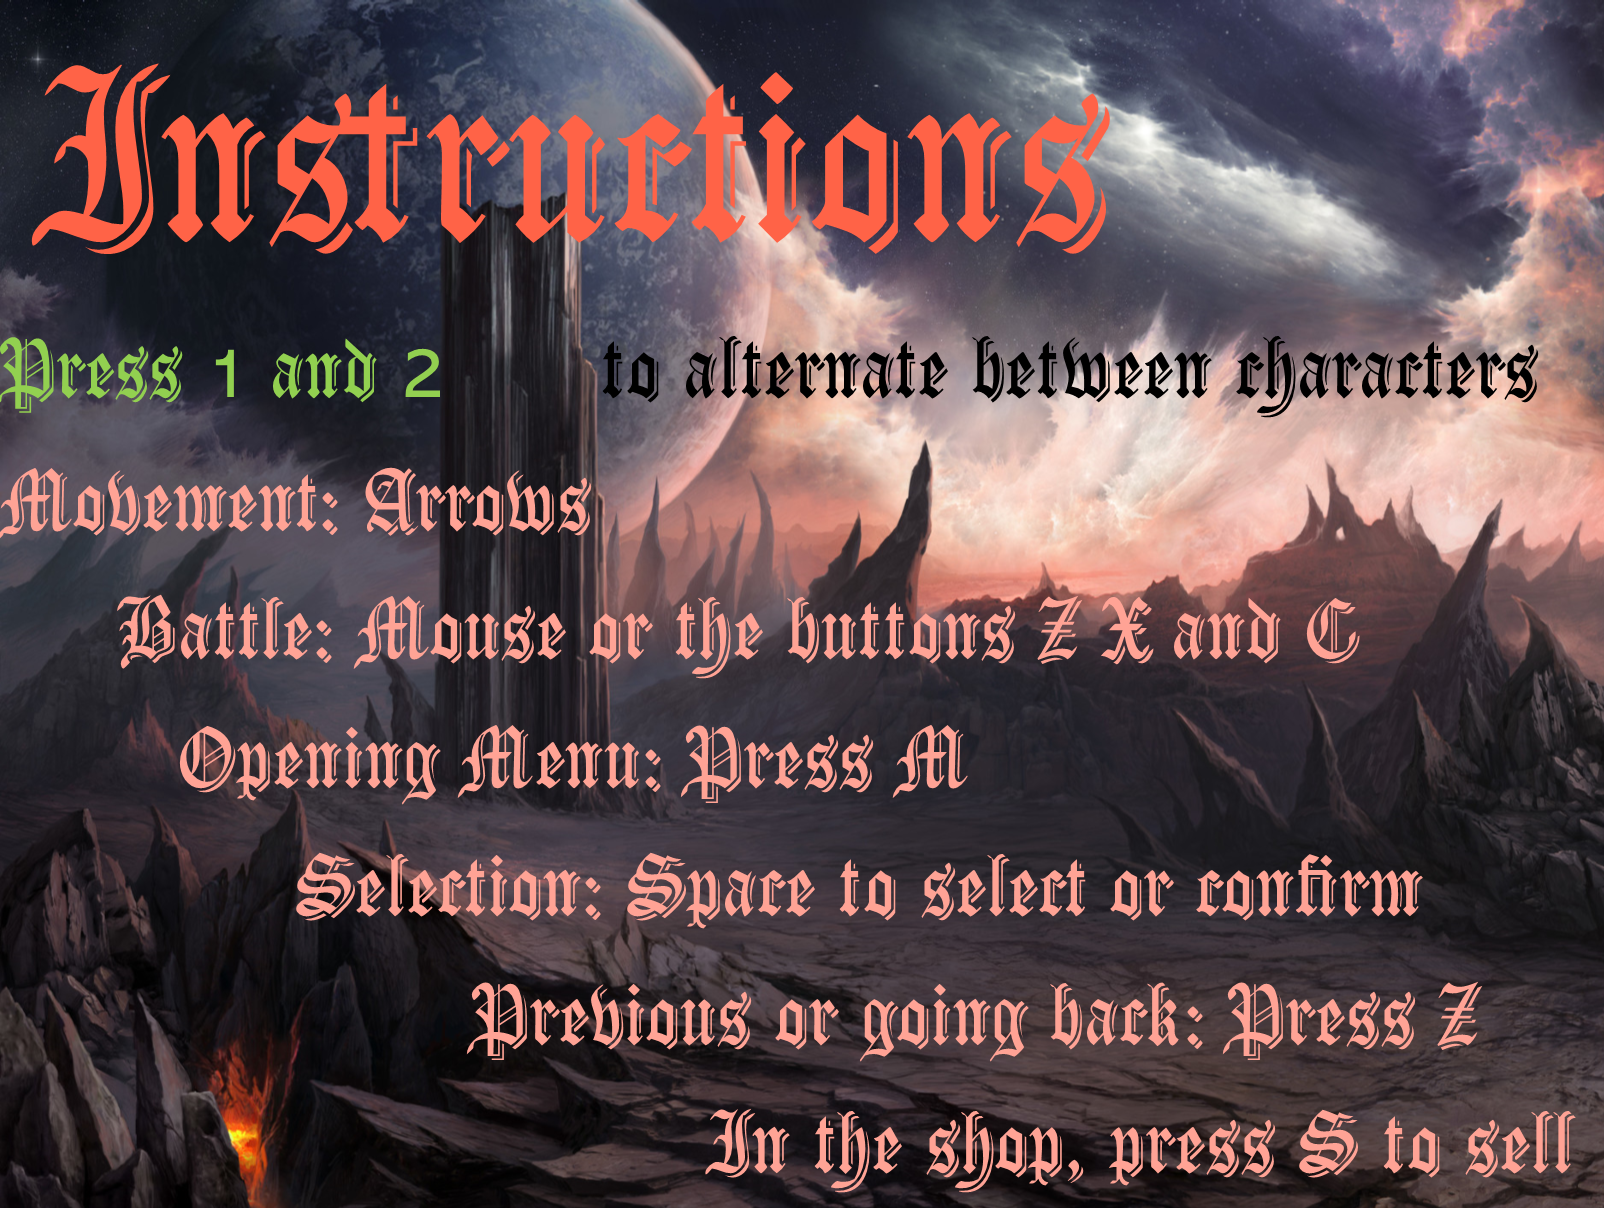 Instructions
Press 1 and 2 to alternate between characters
Movement: Arrows
Battle: Mouse or the buttons Z X and C
Opening Menu: Press M
Selection: Space to select or confirm
Previous or going back: Press Z
In the shop, press S to sell